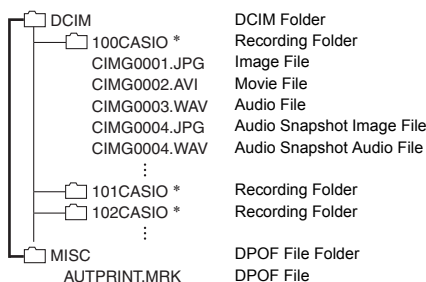 DCIM DCIM Folder
100CASIO * Recording Folder
CIMG0001.JPG Image File
CIMG0002.AVI Movie File
CIMG0003.WAV Audio File
CIMG0004.JPG Audio Snapshot Image File
CIMG0004.WAV Audio Snapshot Audio File
101CASIO * Recording Folder
102CASIO * Recording Folder
MISC DPOF File Folder
AUTPRINT.MRK DPOF File